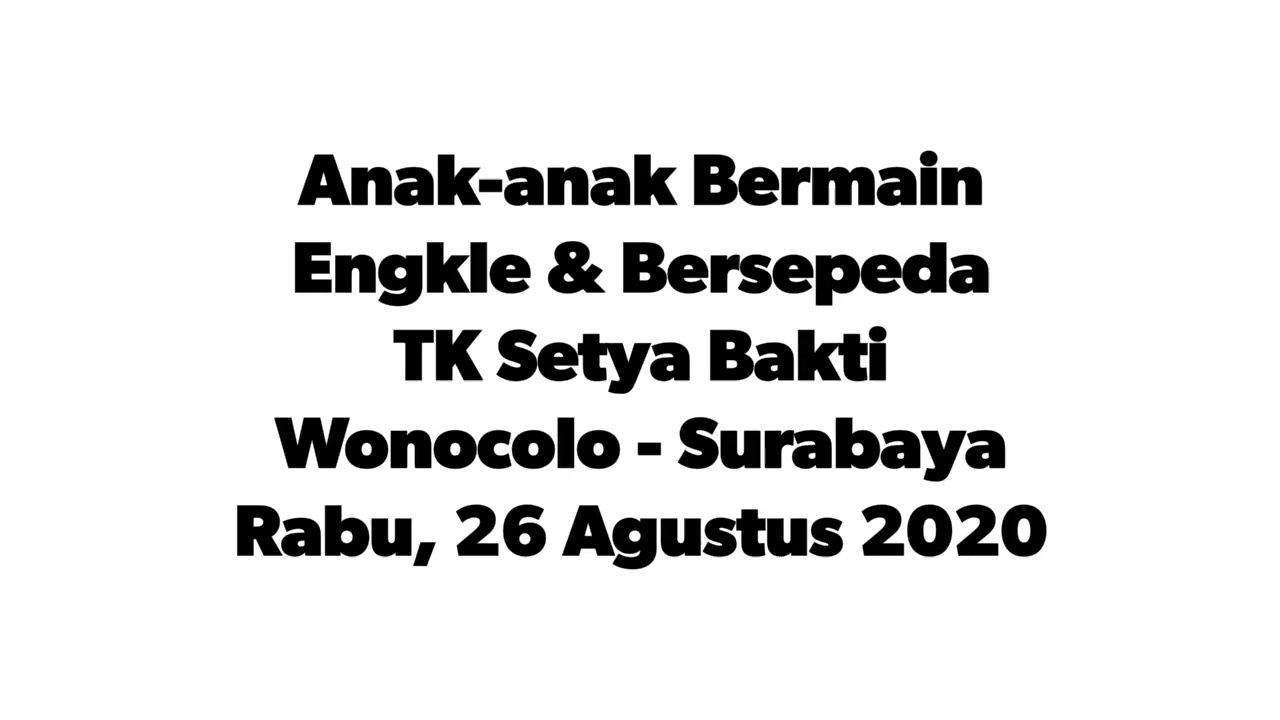 Anak-anak Bermain
Engkle & Bersepeda
TK Setya Bakti
Wonocolo - Surabaya
Rabu, 26 Agustus 2020